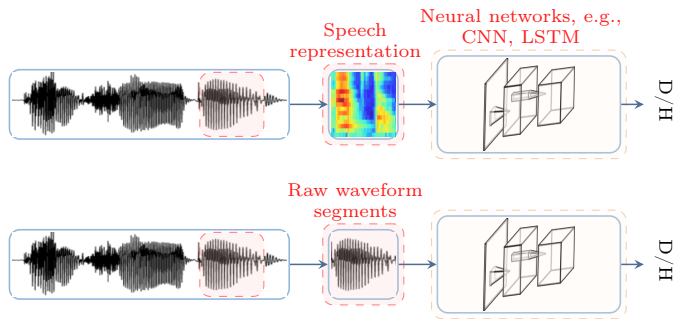 Speech
representation
Neural networks, e.g.,
CNN, LSTM
D/H
Raw waveform
segments
D/H